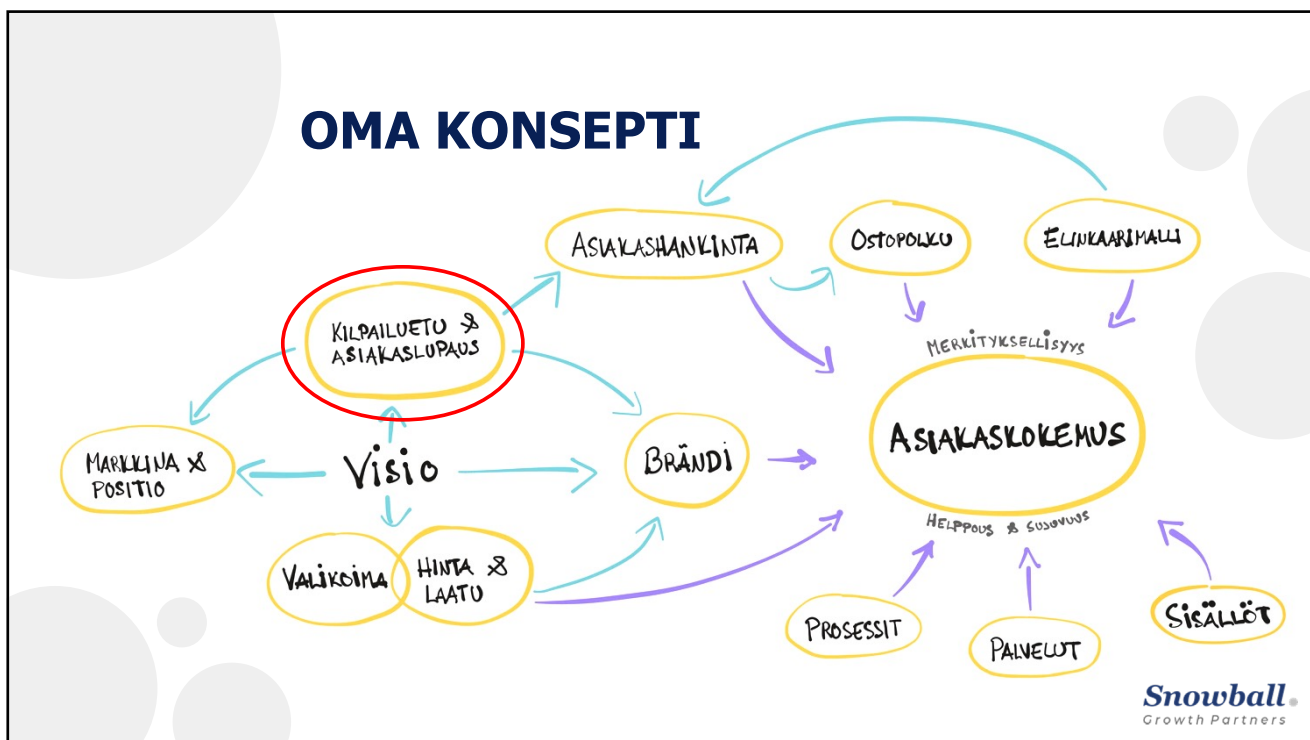 OMA KONSEPTI
ASIAKASHANKINTA
OSTOPOLKU
ELINKAARIMALLI
KILPAILUETU &
ASIAKASLUPAUS
MERKITYKSELLISYYS
ASIAKASKOKEMUS
HELPPOUS & SUJUVUUS
MARKKINA &
POSITIO
Visio
BRÄNDI
VALIKOIMA
HINTA &
LAATU
PROSESSIT
PALVELUT
SISÄLLÖT
Snowball
Growth Partners